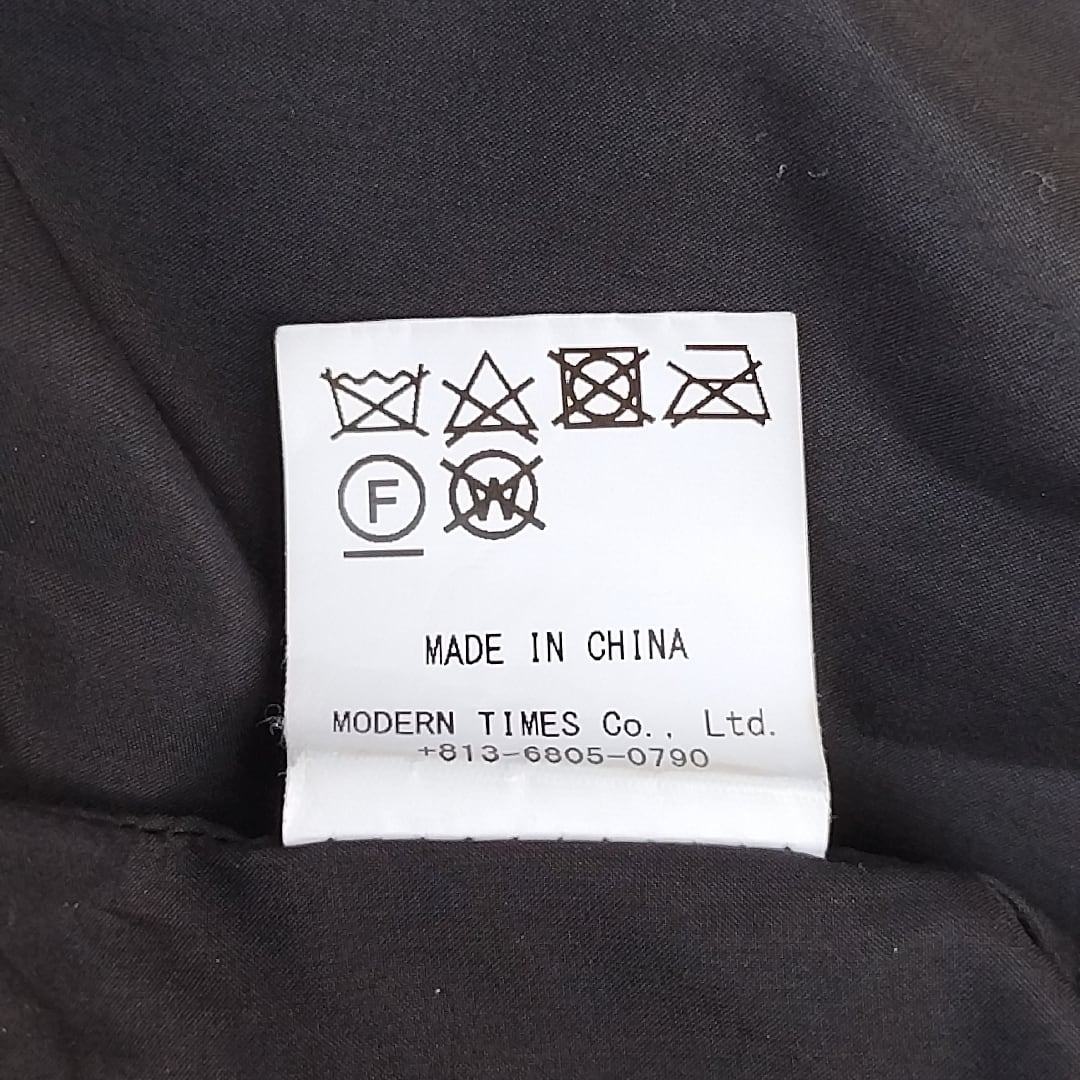 F W
MADE IN CHINA
MODERN TIMES Co., Ltd.
+813-6805-0790